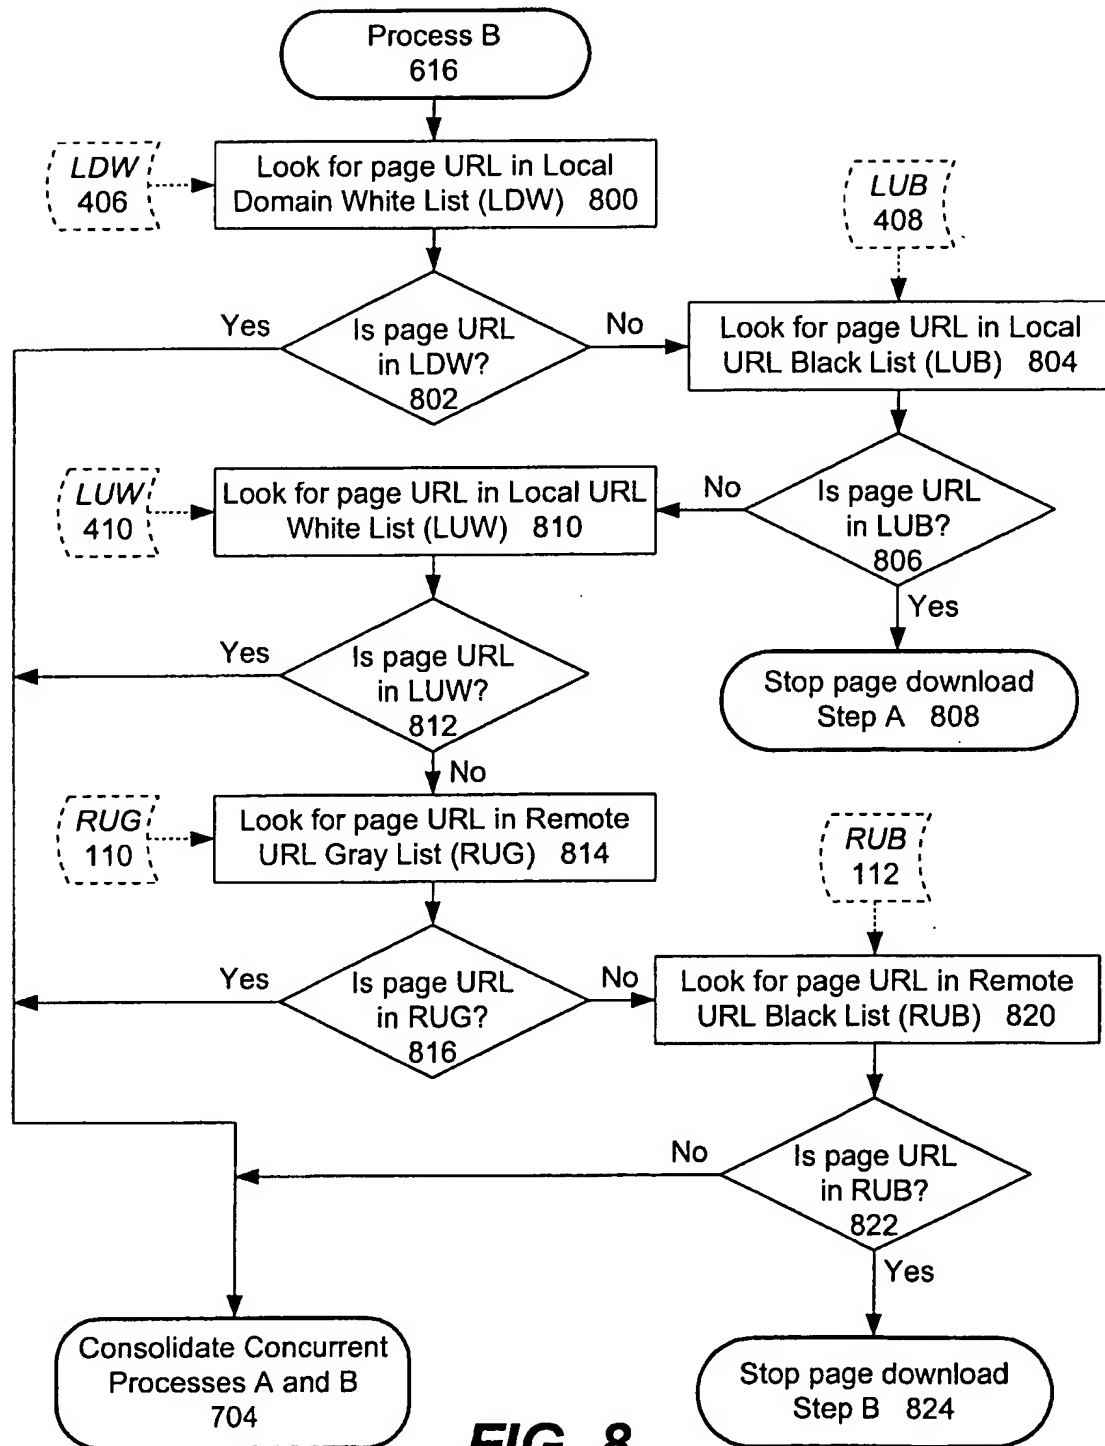 Process B
616
LDW
406
Look for page URL in Local
Domain White List (LDW) 800
LUB
408
Yes
Is page URL
in LDW?
802
No
Look for page URL in Local
URL Black List (LUB) 804
LUW
410
Look for page URL in Local URL
White List (LUW) 810
No
Is page URL
in LUB?
806
Yes
Yes
Is page URL
in LUW?
812
Stop page download
Step A 808
No
RUG
110
Look for page URL in Remote
URL Gray List (RUG) 814
RUB
112
Yes
Is page URL
in RUG?
816
No
Look for page URL in Remote
URL Black List (RUB) 820
No
Is page URL
in RUB?
822
Yes
Consolidate Concurrent
Processes A and B
704
Stop page download
Step B 824
FIG. 8